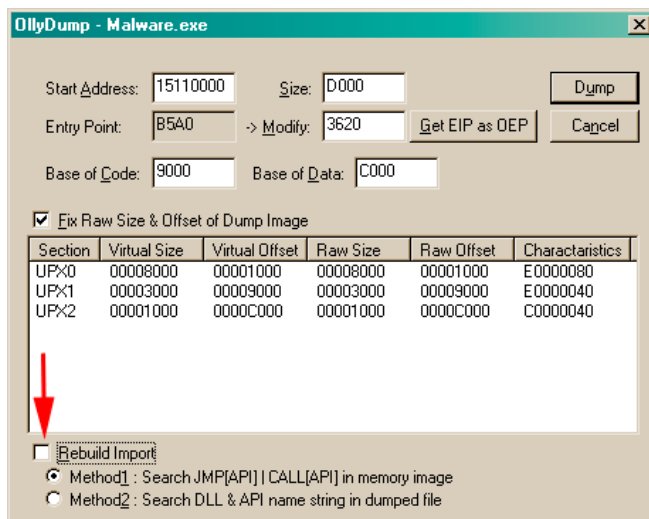 OllyDump - Malware.exe
Start Address: 15110000 Size: D000 Dump
Entry Point: B5A0 -> Modify: 3620 Get EIP as OEP Cancel
Base of Code: 9000 Base of Data: C000
Fix Raw Size & Offset of Dump Image
Section Virtual Size Virtual Offset Raw Size Raw Offset Charactaristics
UPX0 00008000 00001000 00008000 00001000 E0000080
UPX1 00003000 00009000 00003000 00009000 E0000040
UPX2 00001000 0000C000 00001000 0000C000 C0000040
Rebuild Import
Method1 : Search JMP[API] | CALL[API] in memory image
Method2 : Search DLL & API name string in dumped file